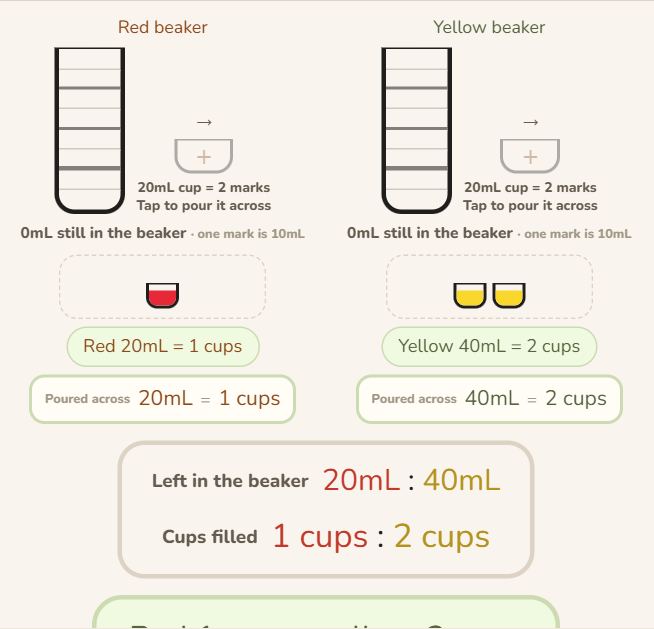 Red beaker
→
+
20mL cup = 2 marks
Tap to pour it across
0mL still in the beaker · one mark is 10mL
Red 20mL = 1 cups
Poured across 20mL = 1 cups
Yellow beaker
→
+
20mL cup = 2 marks
Tap to pour it across
0mL still in the beaker · one mark is 10mL
Yellow 40mL = 2 cups
Poured across 40mL = 2 cups
Left in the beaker 20mL : 40mL
Cups filled 1 cups : 2 cups